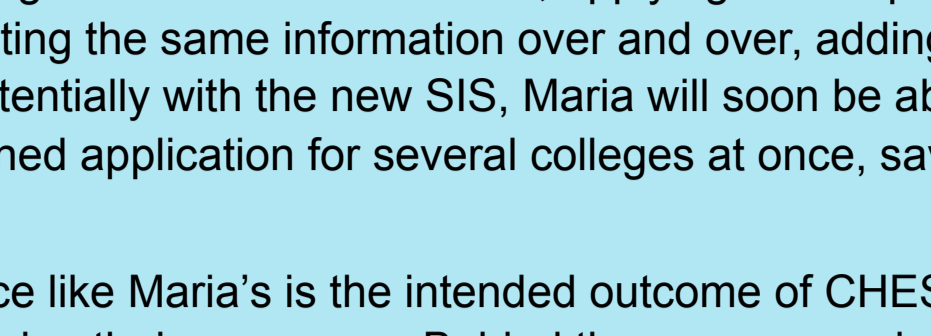 ting the same information over and over, adding
tentially with the new SIS, Maria will soon be ab
ned application for several colleges at once, sav
ce like Maria's is the intended outcome of CHES